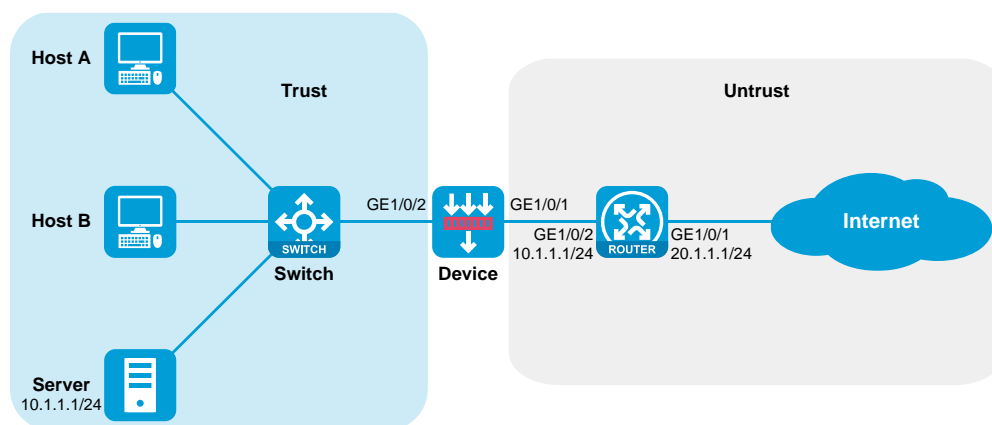 Host A
Trust
Untrust
Host B
GE1/0/2
GE1/0/1
GE1/0/2
10.1.1.1/24
GE1/0/1
20.1.1.1/24
Internet
SWITCH
ROUTER
Switch
Device
Server
10.1.1.1/24